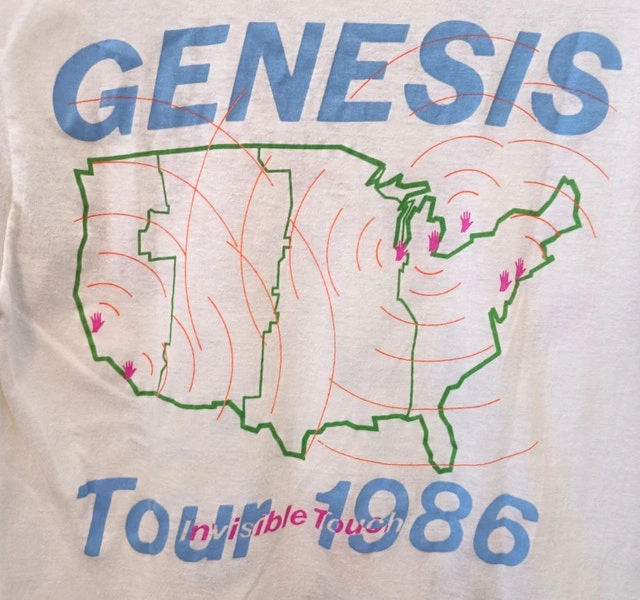 GENESIS
Tour 1986
Invisible Touch